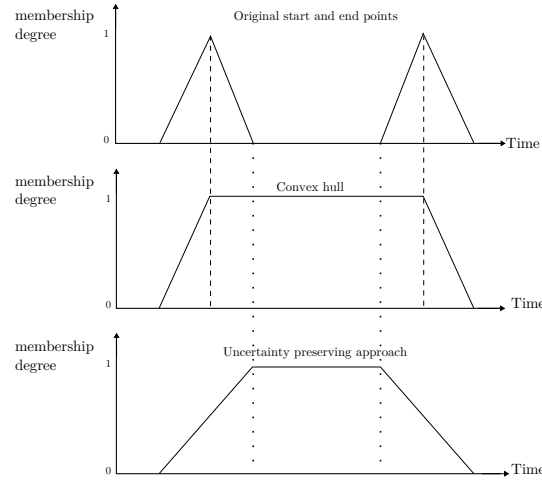 membership
degree
Original start and end points
1
0
Time
membership
degree
Convex hull
1
0
Time
membership
degree
Uncertainty preserving approach
1
0
Time